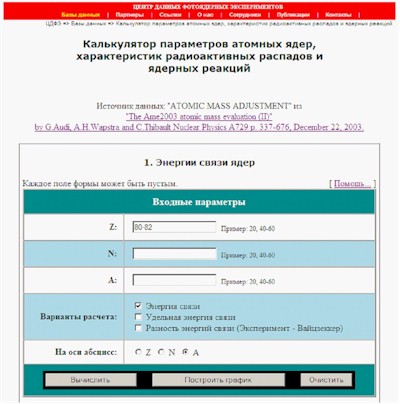 ЦЕНТР ДАННЫХ ФОТОЯДЕРНЫХ ЭКСПЕРИМЕНТОВ
Базы данных | Партнеры | Ссылки | О нас | Сотрудники | Публикации | Контакты |
ЦДФЭ => Базы данных => Калькулятор параметров атомных ядер, характеристик радиоактивных распадов и ядерных реакций
Калькулятор параметров атомных ядер,
характеристик радиоактивных распадов и
ядерных реакций
Источник данных: "ATOMIC MASS ADJUSTMENT" из
"The Ame2003 atomic mass evaluation (II)"
by G.Audi, A.H.Wapstra and C.Thibault Nuclear Physics A729 p. 337-676, December 22, 2003.
1. Энергии связи ядер
Каждое поле формы может быть пустым. [ Помощь... ]
Входные параметры
Z: 80-82 Пример: 20, 40-60
N: Пример: 20, 40-60
A: Пример: 20, 40-60
Варианты расчета: Энергия связи
Удельная энергия связи
Разность энергий связи (Эксперимент - Вайцзеккер)
На оси абсцисс: Z N A
Вычислить Построить график Очистить